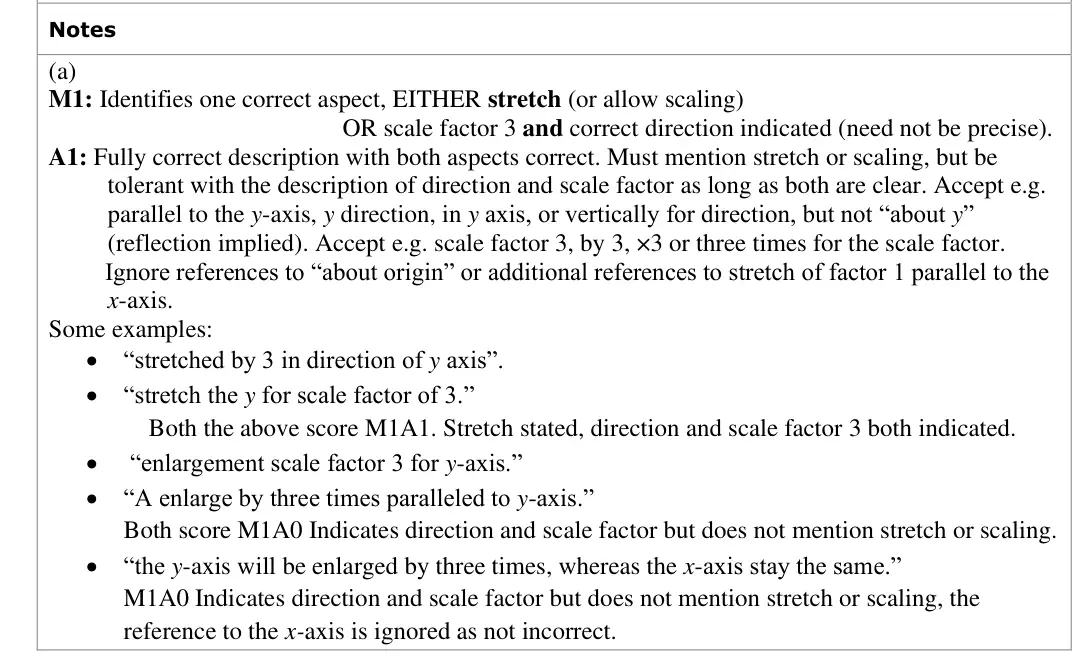 Notes
(a)
M1: Identifies one correct aspect, EITHER stretch (or allow scaling)
OR scale factor 3 and correct direction indicated (need not be precise).
A1: Fully correct description with both aspects correct. Must mention stretch or scaling, but be
tolerant with the description of direction and scale factor as long as both are clear. Accept e.g.
parallel to the y-axis, y direction, in y axis, or vertically for direction, but not “about y”
(reflection implied). Accept e.g. scale factor 3, by 3, ×3 or three times for the scale factor.
Ignore references to “about origin” or additional references to stretch of factor 1 parallel to the
x-axis.
Some examples:
• “stretched by 3 in direction of y axis”.
• “stretch the y for scale factor of 3.”
Both the above score M1A1. Stretch stated, direction and scale factor 3 both indicated.
• “enlargement scale factor 3 for y-axis.”
• “A enlarge by three times paralleled to y-axis.”
Both score M1A0 Indicates direction and scale factor but does not mention stretch or scaling.
• “the y-axis will be enlarged by three times, whereas the x-axis stay the same.”
M1A0 Indicates direction and scale factor but does not mention stretch or scaling, the
reference to the x-axis is ignored as not incorrect.